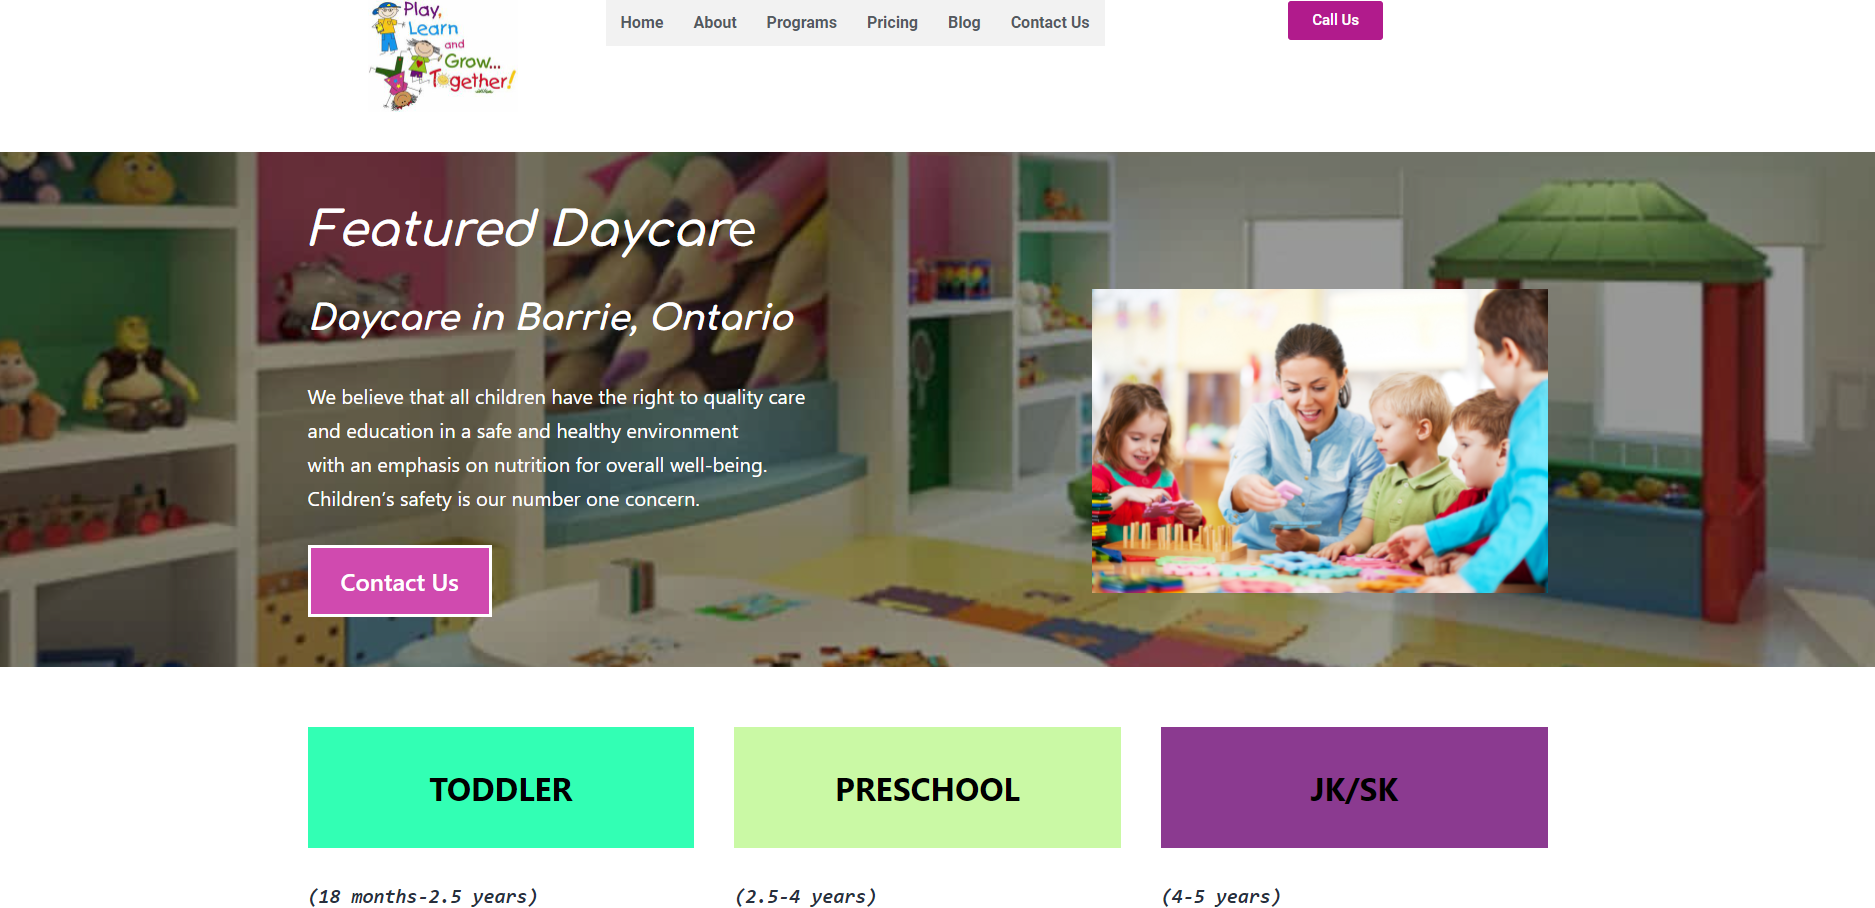 Play,
Learn
and
Grow...
Together!
Home About Programs Pricing Blog Contact Us
Call Us
Featured Daycare
Daycare in Barrie, Ontario
We believe that all children have the right to quality care
and education in a safe and healthy environment
with an emphasis on nutrition for overall well-being.
Children’s safety is our number one concern.
Contact Us
TODDLER
PRESCHOOL
JK/SK
(18 months-2.5 years)
(2.5-4 years)
(4-5 years)